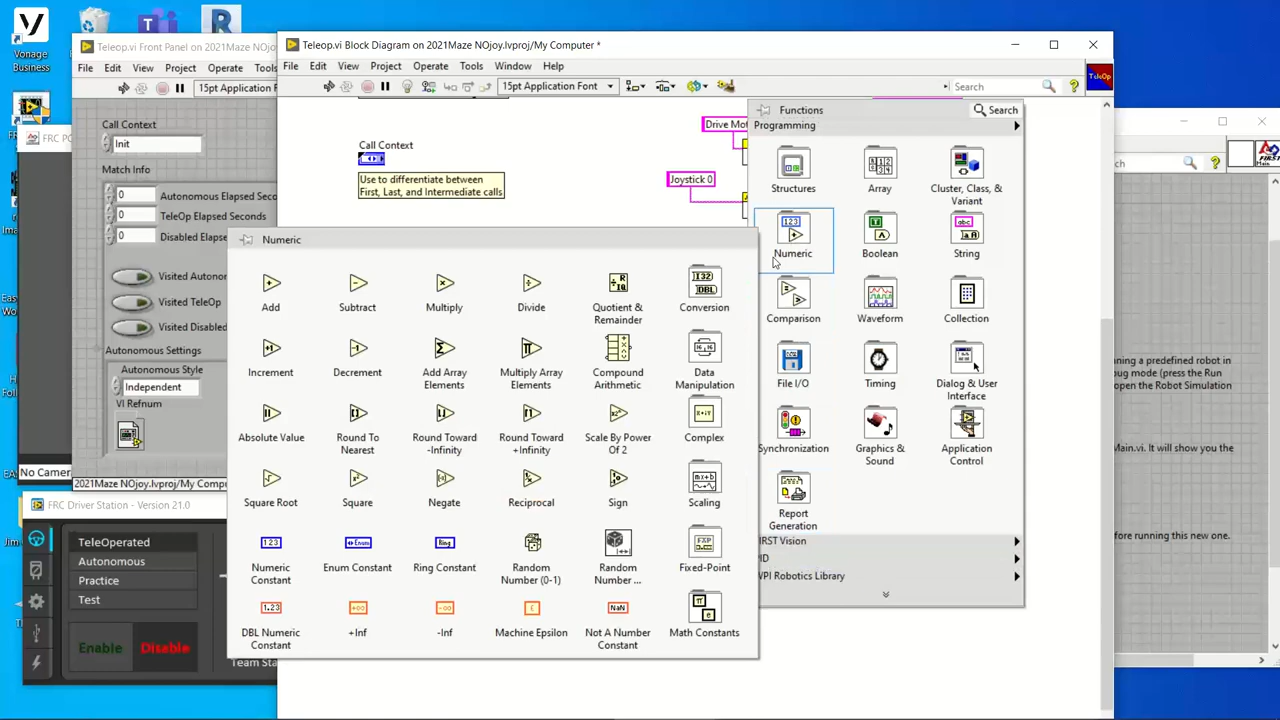 Vonage
Business
Teleop.vi Front Panel on 2021Maze NOjoy.lvproj/My Computer
File Edit View Project Operate Tools
15pt Application
Call Context
Init
Match Info
0 Autonomous Elapsed Seco
0 TeleOp Elapsed Seconds
0 Disabled Elapse
Visited Autonor
Visited TeleOp
Visited Disabled
Autonomous Settings
Autonomous Style
Independent
VI Refnum
2021Maze NOjoy.lvproj/My Compu
FRC PC
No Camer
FRC Driver Station - Version 21.0
TeleOperated
Autonomous
Practice
Test
Enable Disable
Team Sta
Teleop.vi Block Diagram on 2021Maze NOjoy.lvproj/My Computer *
File Edit View Project Operate Tools Window Help
15pt Application Font
Search
TeleOp
Call Context
Use to differentiate between
First, Last, and Intermediate calls
Drive Mot
Joystick 0
Numeric
Add Subtract Multiply Divide Quotient & Remainder Conversion
Increment Decrement Add Array Elements Multiply Array Elements Compound Arithmetic Data Manipulation
Absolute Value Round To Nearest Round Toward -Infinity Round Toward +Infinity Scale By Power Of 2 Complex
Square Root Square Negate Reciprocal Sign Scaling
Numeric Constant Enum Constant Ring Constant Random Number (0-1) Random Number ... Fixed-Point
DBL Numeric Constant +Inf -Inf Machine Epsilon Not A Number Constant Math Constants
Functions
Search
Programming
Structures Array Cluster, Class, & Variant
Numeric Boolean String
Comparison Waveform Collection
File I/O Timing Dialog & User Interface
Synchronization Graphics & Sound Application Control
Report Generation
IRST Vision
MD
WPI Robotics Library
ch
FIRST
Main
ning a predefined robot in
bug mode (press the Run
open the Robot Simulation
Main.vi. It will show you the
efore running this new one.